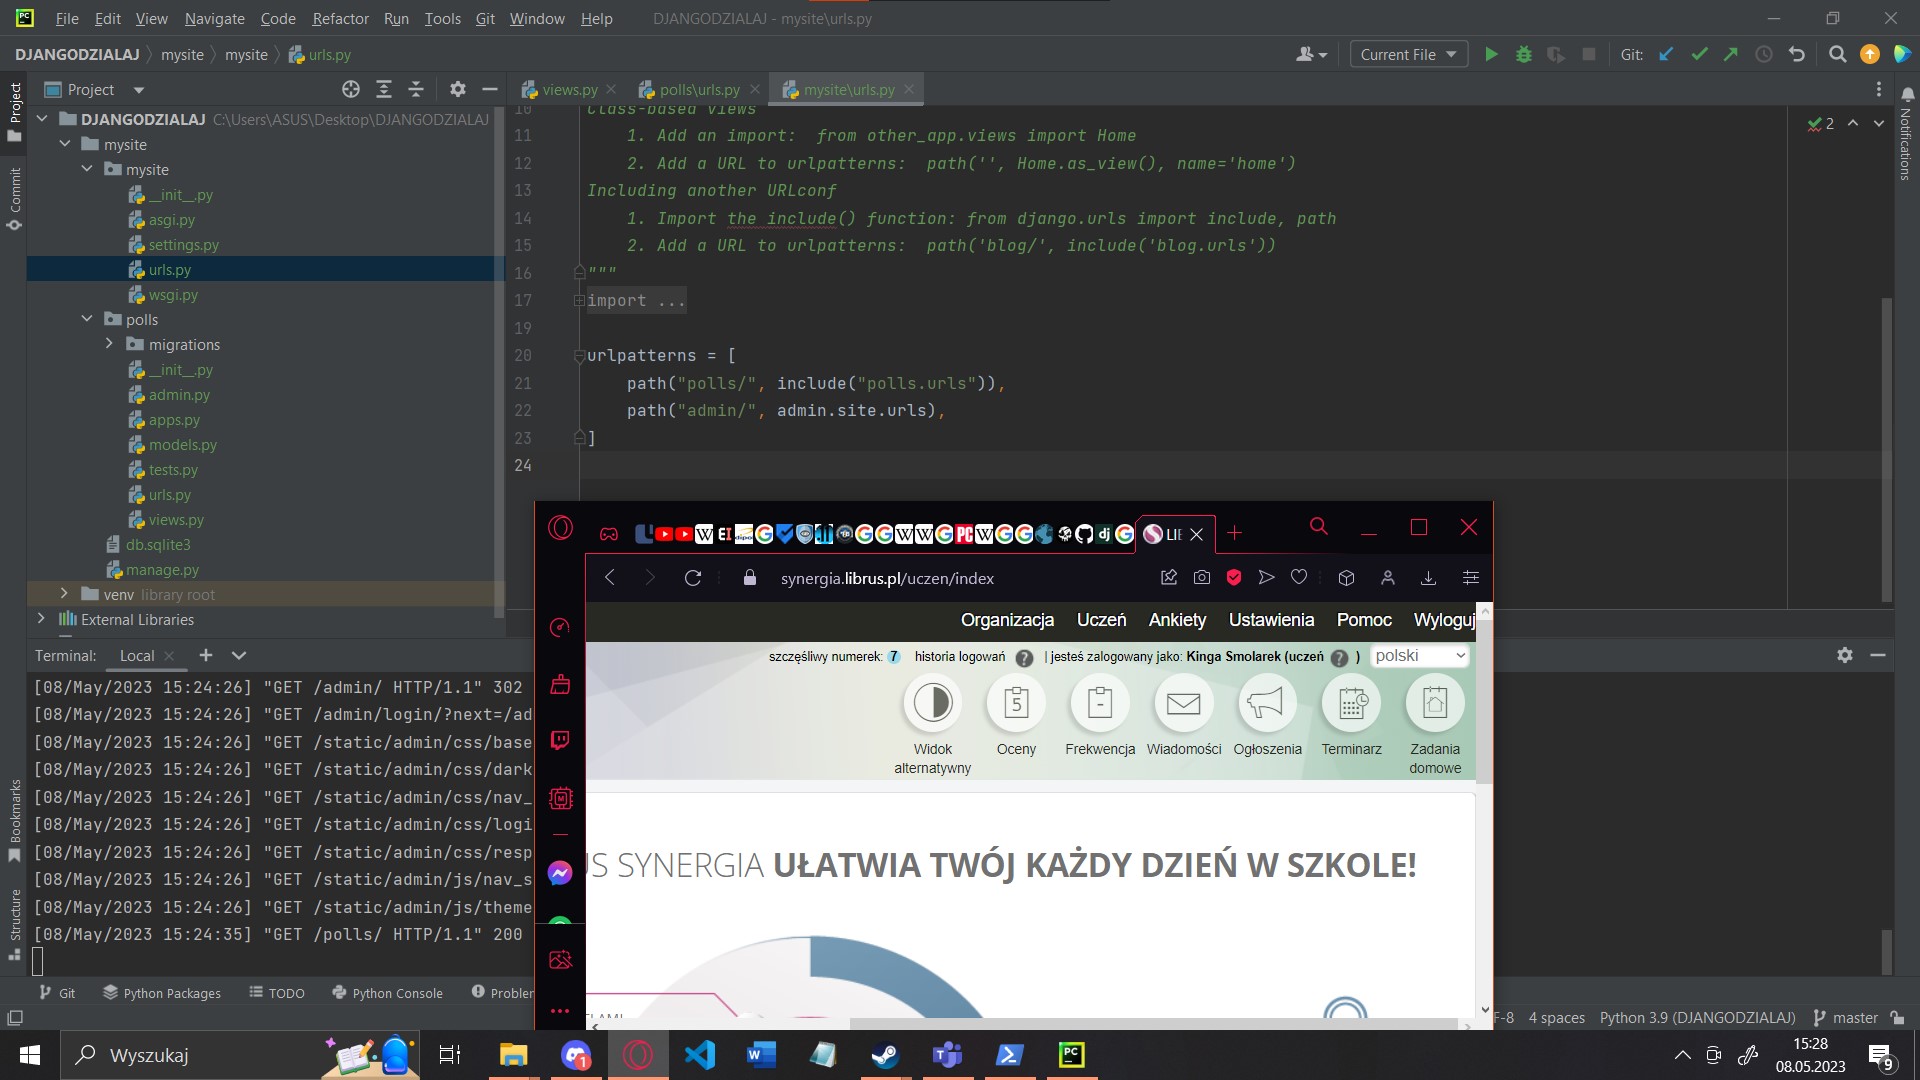 File Edit View Navigate Code Refactor Run Tools Git Window Help DJANGODZIALAJ - mysite\urls.py
DJANGODZIALAJ mysite mysite urls.py Current File Git:
Project
views.py polls\urls.py mysite\urls.py
DJANGODZIALAJ C:\Users\ASUS\Desktop\DJANGODZIALAJ
mysite
mysite
__init__.py
asgi.py
settings.py
urls.py
wsgi.py
polls
migrations
__init__.py
admin.py
apps.py
models.py
tests.py
urls.py
views.py
db.sqlite3
manage.py
venv library root
External Libraries
Project
Commit
Bookmarks
Structure
Notifications
2
10 Class-based views
11 1. Add an import: from other_app.views import Home
12 2. Add a URL to urlpatterns: path('', Home.as_view(), name='home')
13 Including another URLconf
14 1. Import the include() function: from django.urls import include, path
15 2. Add a URL to urlpatterns: path('blog/', include('blog.urls'))
16 """
17 import ...
19
20 urlpatterns = [
21 path("polls/", include("polls.urls")),
22 path("admin/", admin.site.urls),
23 ]
24
Terminal: Local
[08/May/2023 15:24:26] "GET /admin/ HTTP/1.1" 302
[08/May/2023 15:24:26] "GET /admin/login/?next=/ad
[08/May/2023 15:24:26] "GET /static/admin/css/base
[08/May/2023 15:24:26] "GET /static/admin/css/dark
[08/May/2023 15:24:26] "GET /static/admin/css/nav_
[08/May/2023 15:24:26] "GET /static/admin/css/logi
[08/May/2023 15:24:26] "GET /static/admin/css/resp
[08/May/2023 15:24:26] "GET /static/admin/js/nav_s
[08/May/2023 15:24:26] "GET /static/admin/js/theme
[08/May/2023 15:24:35] "GET /polls/ HTTP/1.1" 200
LIE
synergia.librus.pl/uczen/index
Organizacja Uczeń Ankiety Ustawienia Pomoc Wyloguj
szczęśliwy numerek: 7 historia logowań ? | jesteś zalogowany jako: Kinga Smolarek (uczeń ? ) polski
5
Widok alternatywny Oceny Frekwencja Wiadomości Ogłoszenia Terminarz Zadania domowe
US SYNERGIA UŁATWIA TWÓJ KAŻDY DZIEŃ W SZKOLE!
Git Python Packages TODO Python Console Probler
F-8 4 spaces Python 3.9 (DJANGODZIALAJ) master
Wyszukaj
15:28
08.05.2023
9